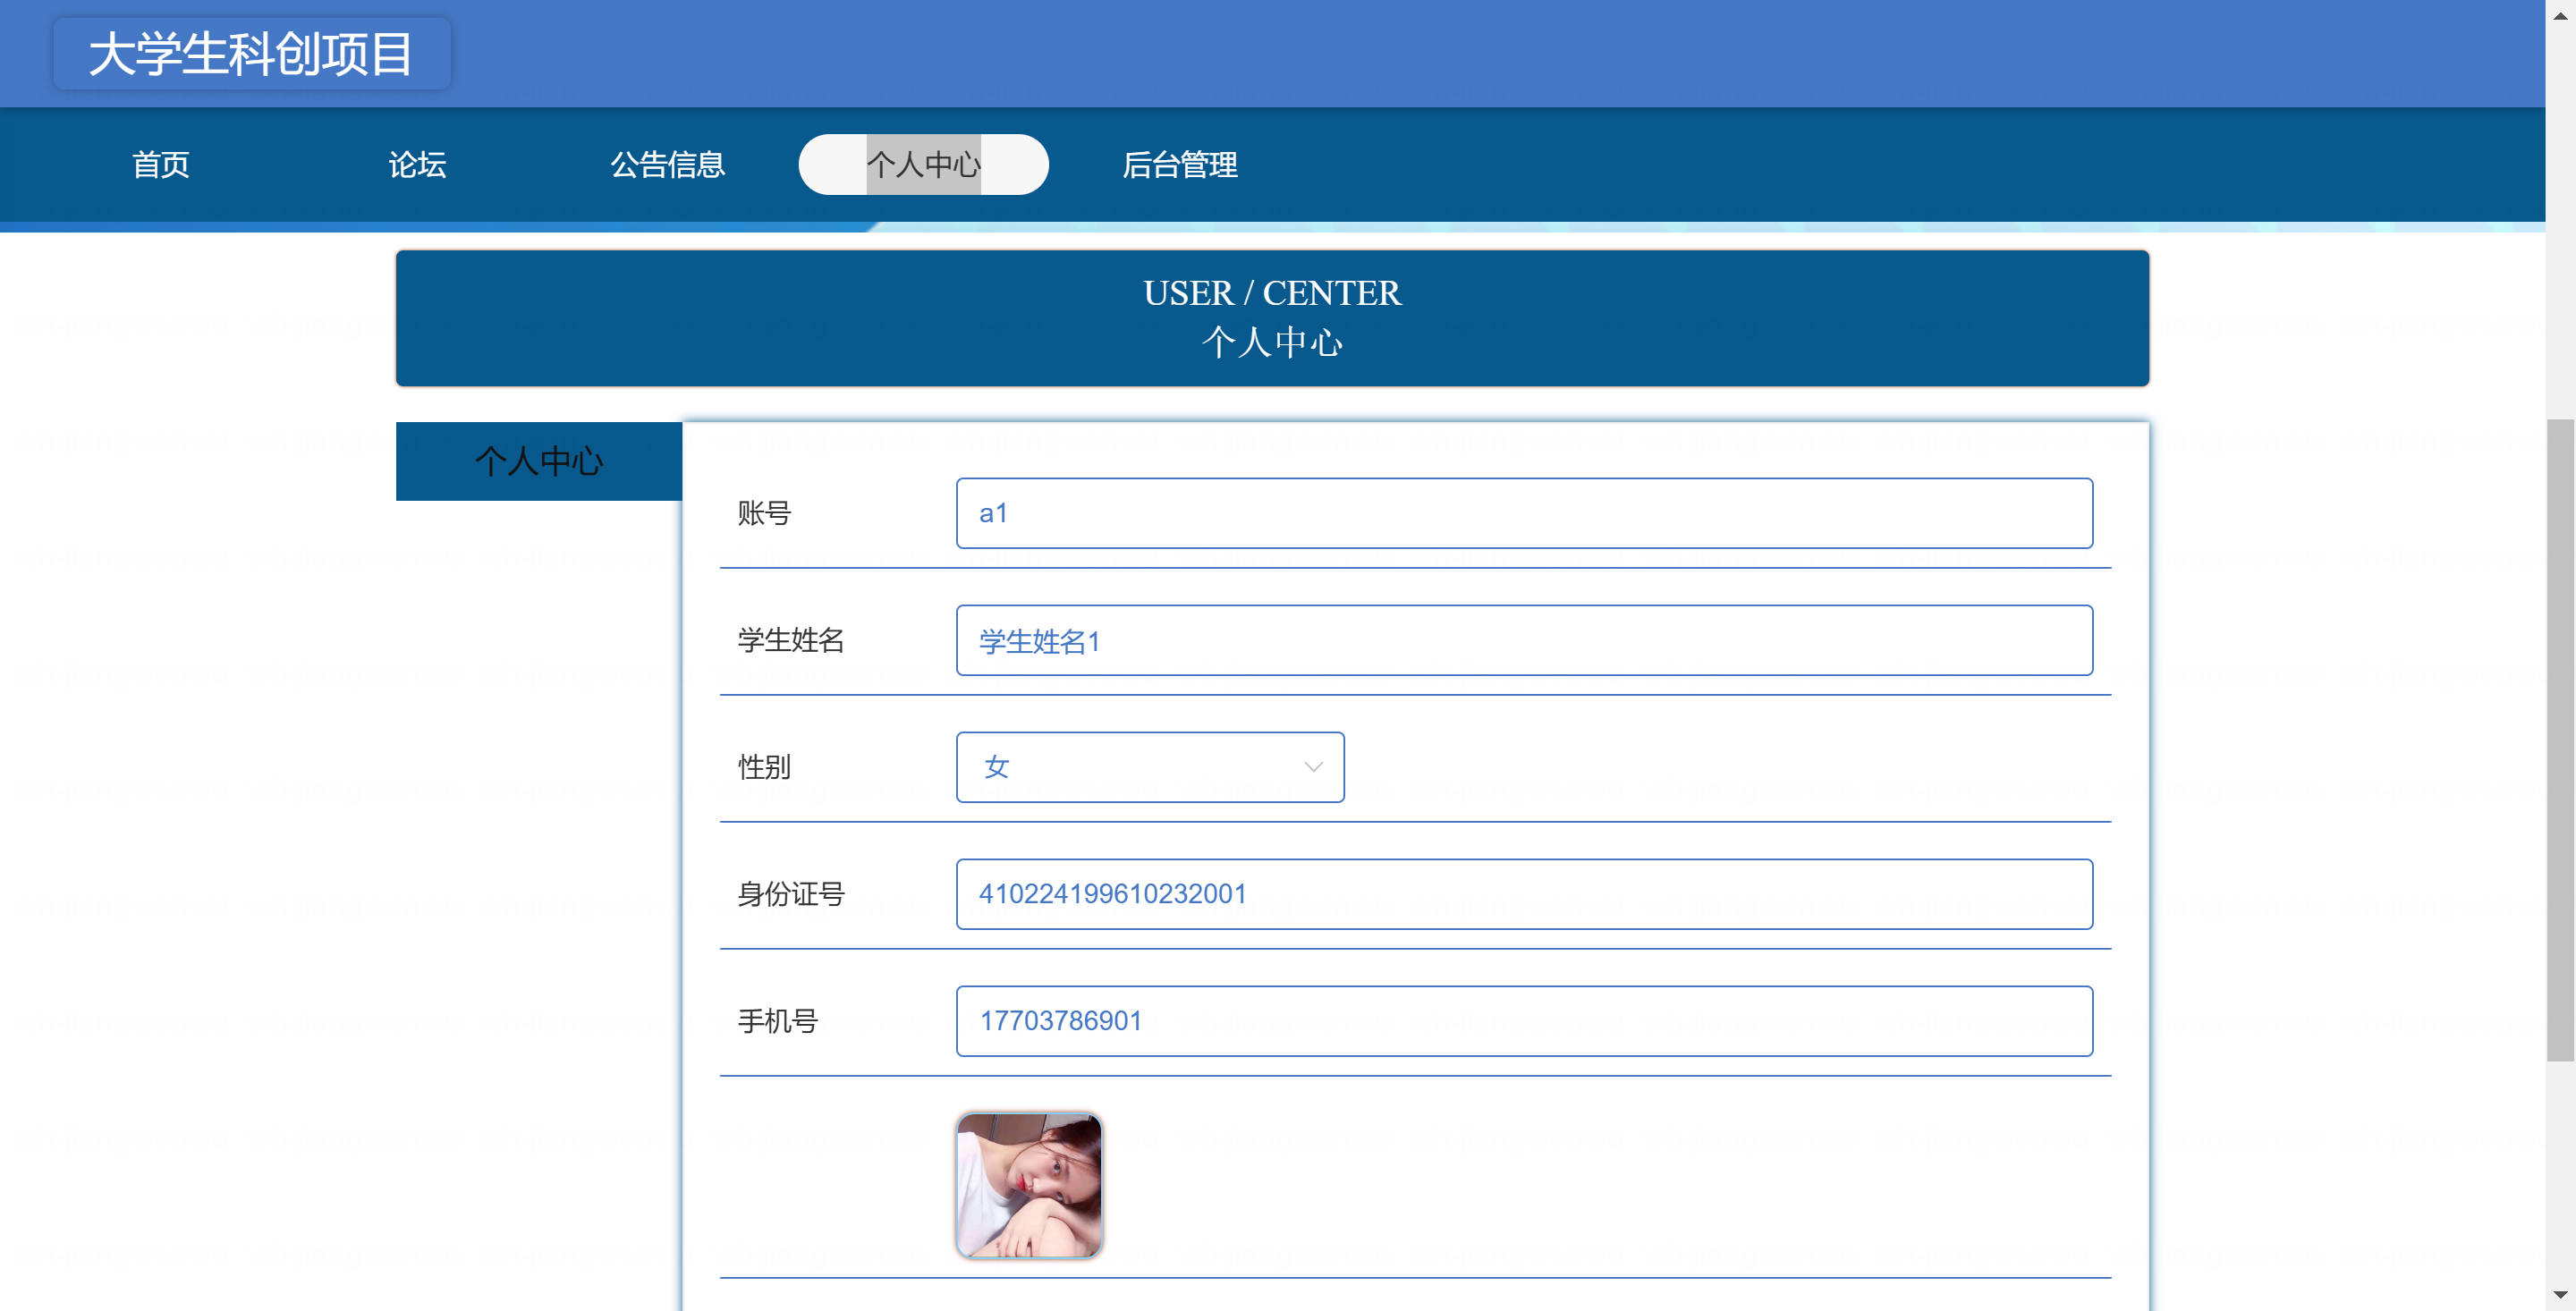 大学生科创项目
首页 论坛 公告信息 个人中心 后台管理
USER / CENTER
个人中心
个人中心
账号 a1
学生姓名 学生姓名1
性别 女
身份证号 410224199610232001
手机号 17703786901